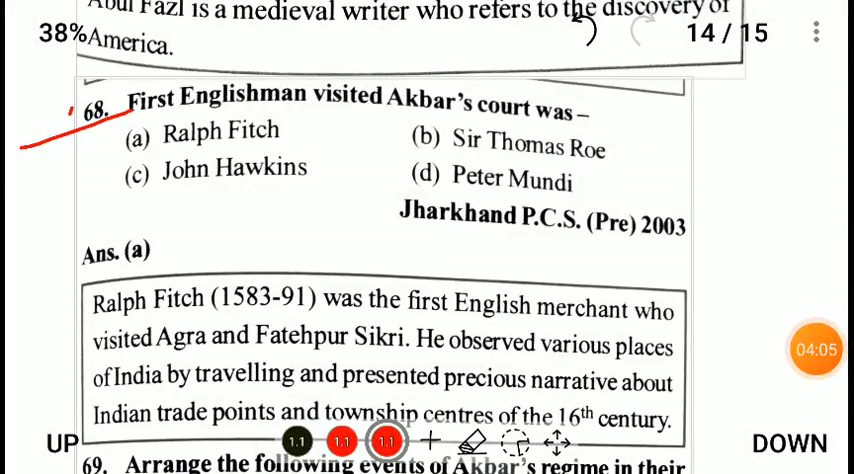 Abul Fazl is a medieval writer who refers to the discovery of
38%
America.
14 / 15
68. First Englishman visited Akbar's court was –
(a) Ralph Fitch
(b) Sir Thomas Roe
(c) John Hawkins
(d) Peter Mundi
Jharkhand P.C.S. (Pre) 2003
Ans. (a)
Ralph Fitch (1583-91) was the first English merchant who
visited Agra and Fatehpur Sikri. He observed various places
of India by travelling and presented precious narrative about
Indian trade points and township centres of the 16th century.
04:05
UP
1.1
1.1
1.1
DOWN
69. Arrange the following events of Akbar's regime in their